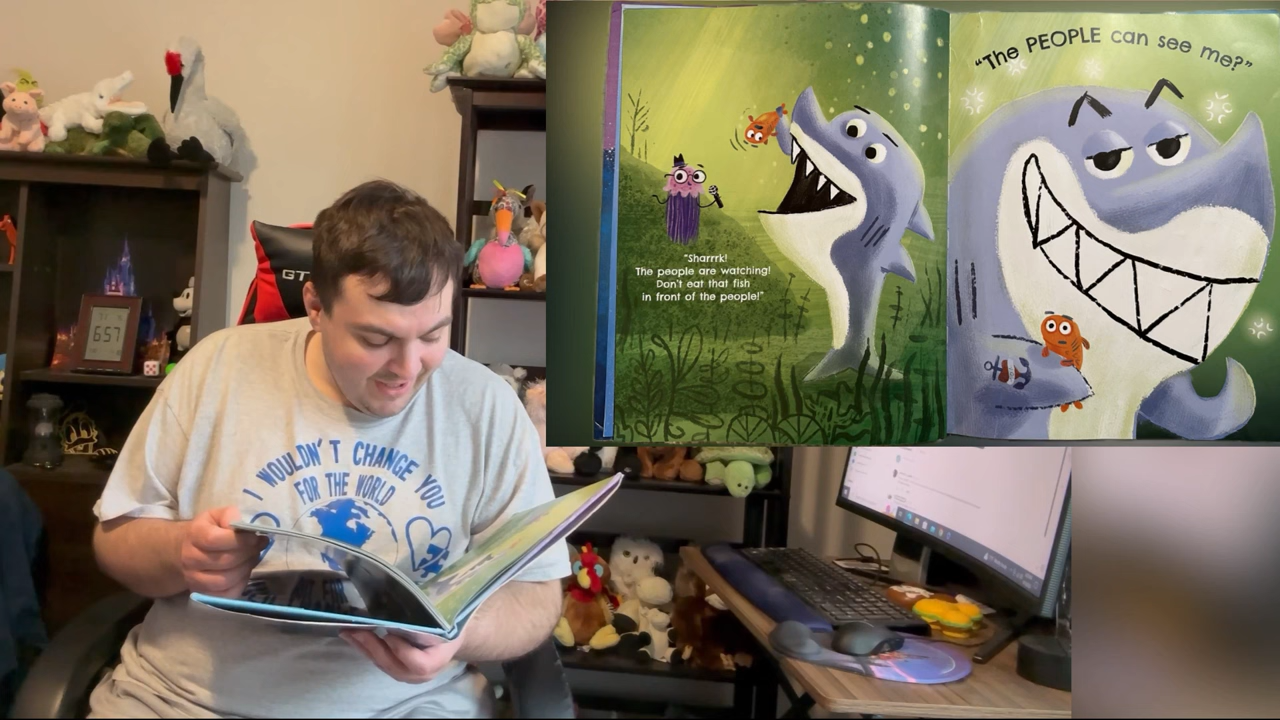 "Sharrrk!
The people are watching!
Don't eat that fish
in front of the people!"
"The PEOPLE can see me?"
GT
657
I WOULDN'T CHANGE YOU
FOR THE WORLD